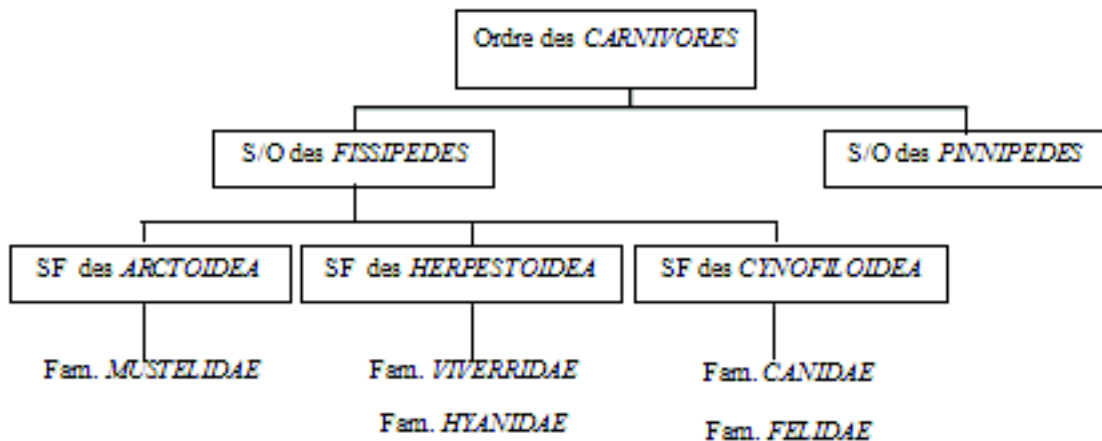 Ordre des CARNIVORES
S/O des FISSIPEDES
S/O des PINNIPEDES
SF des ARCTOIDEA
SF des HERPESTOIDEA
SF des CYNOFILOIDEA
Fam. MUSTELIDAE
Fam. VIVERRIDAE
Fam. CANIDAE
Fam. HYANIDAE
Fam. FELIDAE